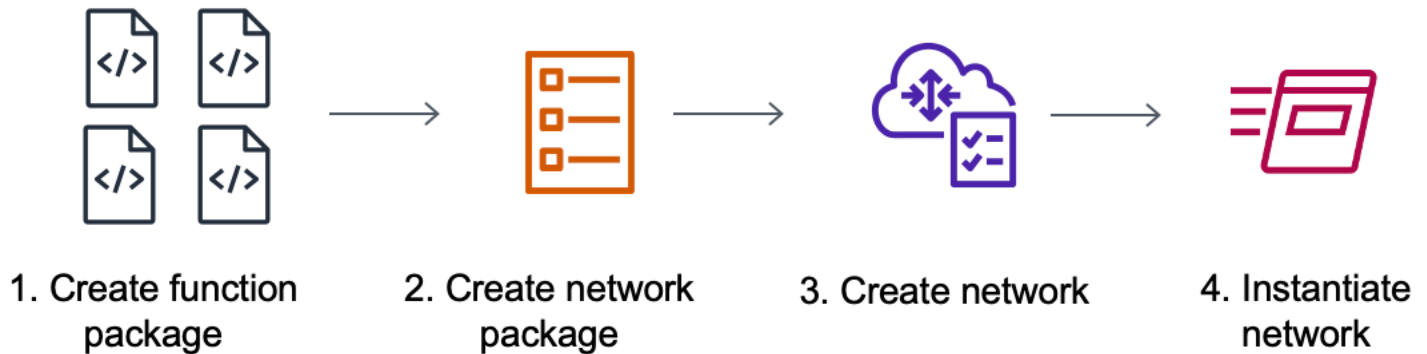 </>
</>
</>
</>
1. Create function
package
2. Create network
package
3. Create network
4. Instantiate
network